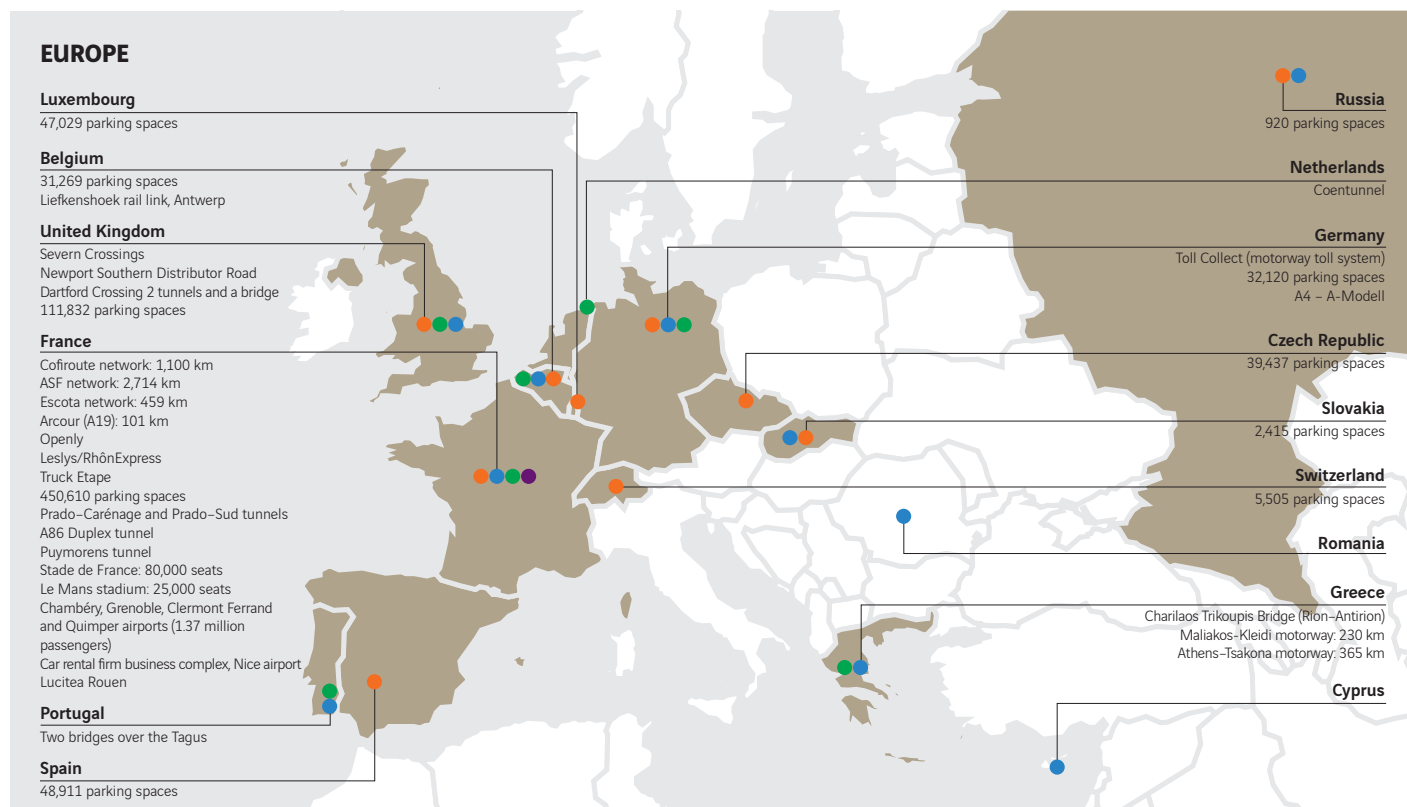 EUROPE
Luxembourg
47,029 parking spaces
Belgium
31,269 parking spaces
Liefkenshoek rail link, Antwerp
United Kingdom
Severn Crossings
Newport Southern Distributor Road
Dartford Crossing 2 tunnels and a bridge
111,832 parking spaces
France
Cofiroute network: 1,100 km
ASF network: 2,714 km
Escota network: 459 km
Arcour (A19): 101 km
Openly
Leslys/RhônExpress
Truck Etape
450,610 parking spaces
Prado–Carénage and Prado–Sud tunnels
A86 Duplex tunnel
Puymorens tunnel
Stade de France: 80,000 seats
Le Mans stadium: 25,000 seats
Chambéry, Grenoble, Clermont Ferrand
and Quimper airports (1.37 million
passengers)
Car rental firm business complex, Nice airport
Lucitea Rouen
Portugal
Two bridges over the Tagus
Spain
48,911 parking spaces
Russia
920 parking spaces
Netherlands
Coentunnel
Germany
Toll Collect (motorway toll system)
32,120 parking spaces
A4 – A-Modell
Czech Republic
39,437 parking spaces
Slovakia
2,415 parking spaces
Switzerland
5,505 parking spaces
Romania
Greece
Charilaos Trikoupis Bridge (Rion–Antirion)
Maliakos-Kleidi motorway: 230 km
Athens–Tsakona motorway: 365 km
Cyprus